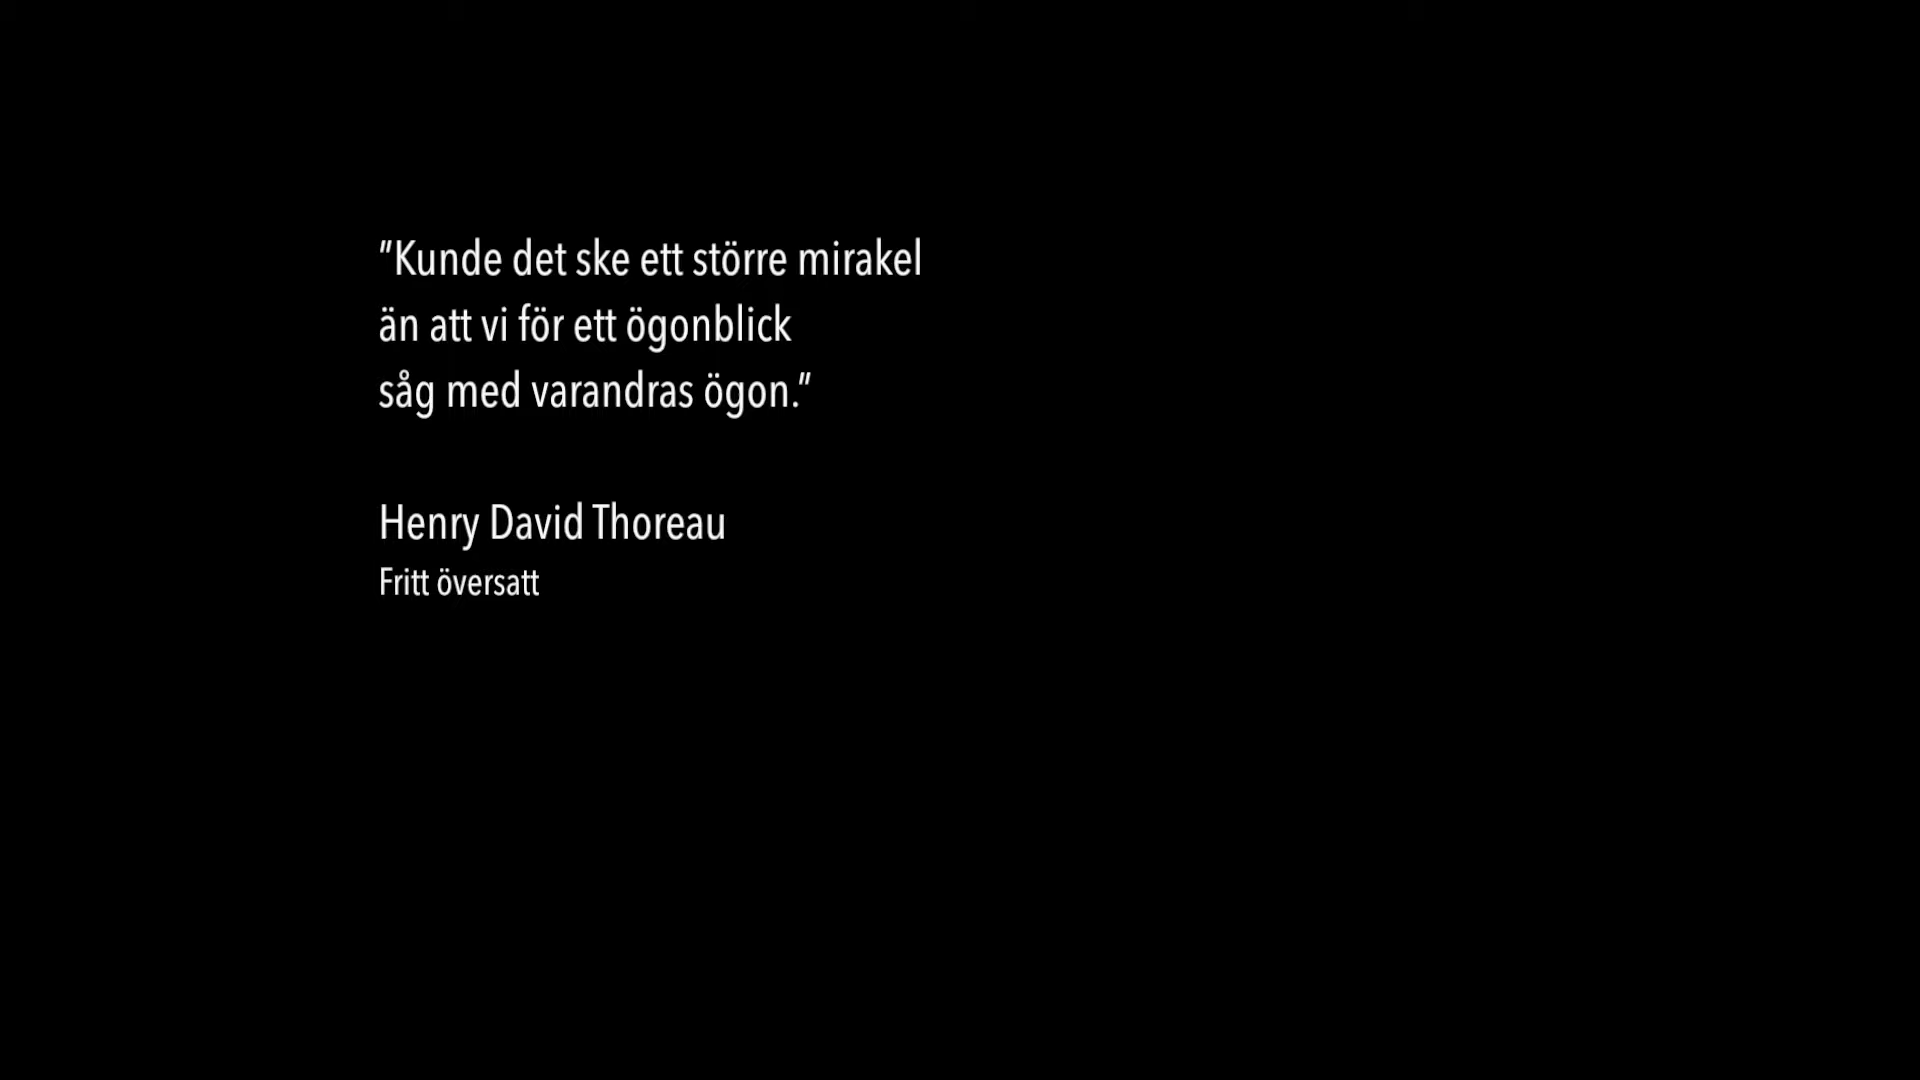 ”Kunde det ske ett större mirakel
än att vi för ett ögonblick
såg med varandras ögon.”
Henry David Thoreau
Fritt översatt